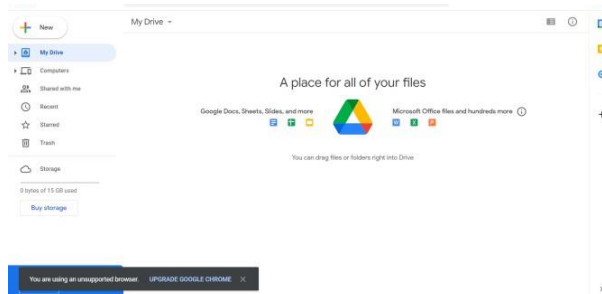 New
My Drive
My Drive
Computers
Shared with me
Recent
Starred
Trash
Storage
0 bytes of 15 GB used
Buy storage
A place for all of your files
Google Docs, Sheets, Slides, and more
Microsoft Office files and hundreds more
W X P
You can drag files or folders right into Drive
You are using an unsupported browser. UPGRADE GOOGLE CHROME